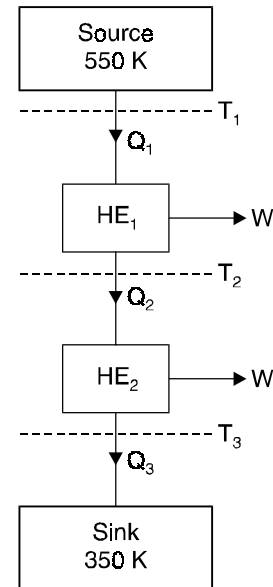 Source
550 K
T₁
Q₁
HE₁ W
T₂
Q₂
HE₂ W
T₃
Q₃
Sink
350 K